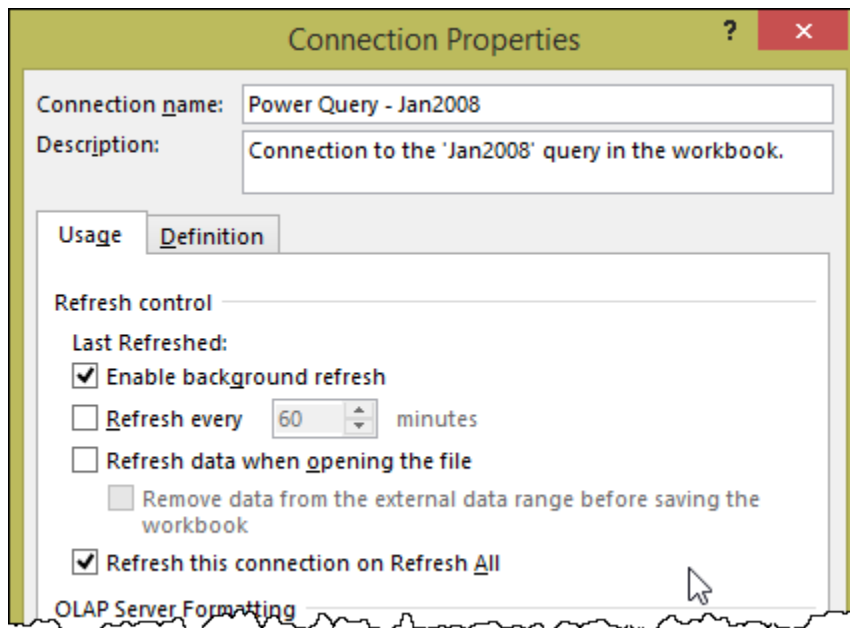 Connection Properties ?
Connection name: Power Query - Jan2008
Description: Connection to the 'Jan2008' query in the workbook.
Usage Definition
Refresh control
Last Refreshed:
Enable background refresh
Refresh every 60 minutes
Refresh data when opening the file
Remove data from the external data range before saving the
workbook
Refresh this connection on Refresh All
OLAP Server Formatting